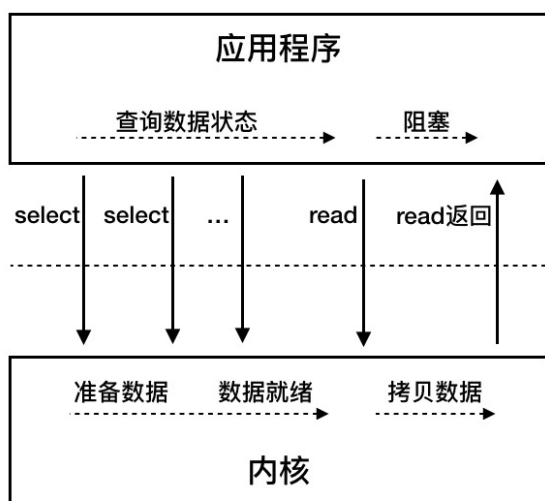 应用程序
查询数据状态 阻塞
select select ... read read返回
准备数据 数据就绪 拷贝数据
内核